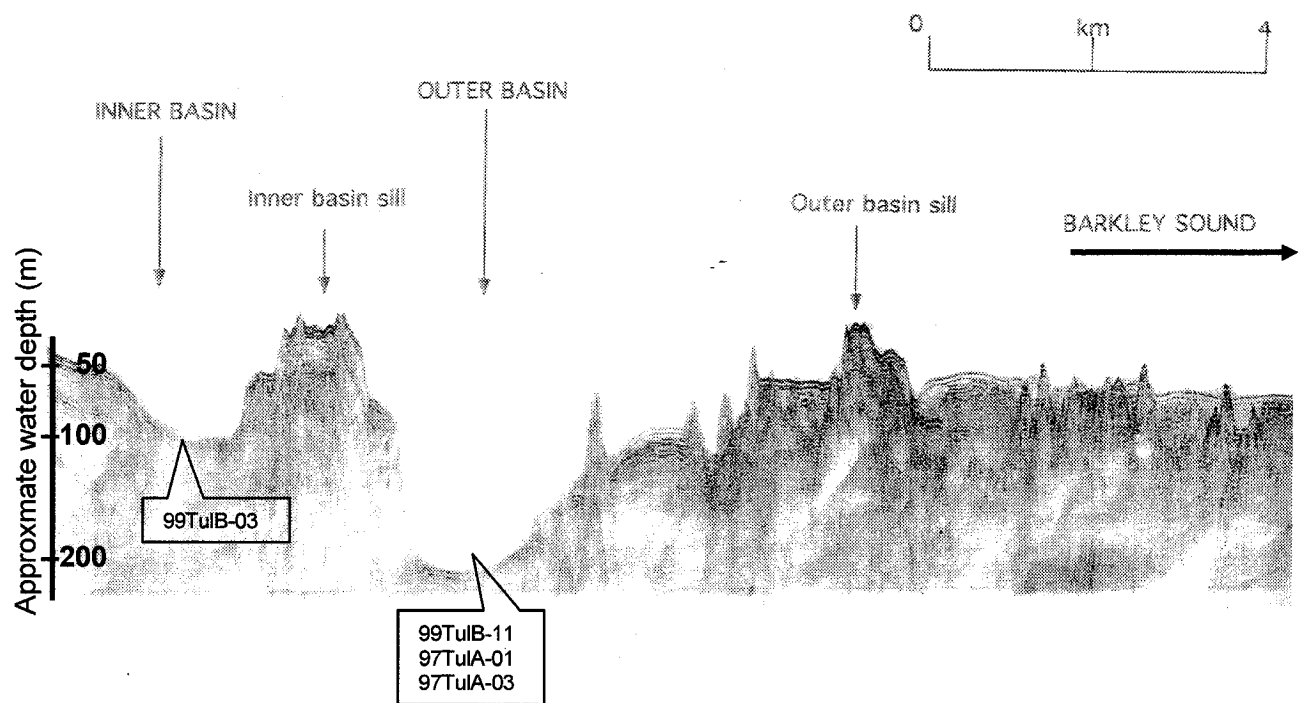 0 km 4
OUTER BASIN
INNER BASIN
Inner basin sill
Outer basin sill
BARKLEY SOUND
Approxmate water depth (m)
50
100
200
99TulB-03
99TulB-11
97TulA-01
97TulA-03